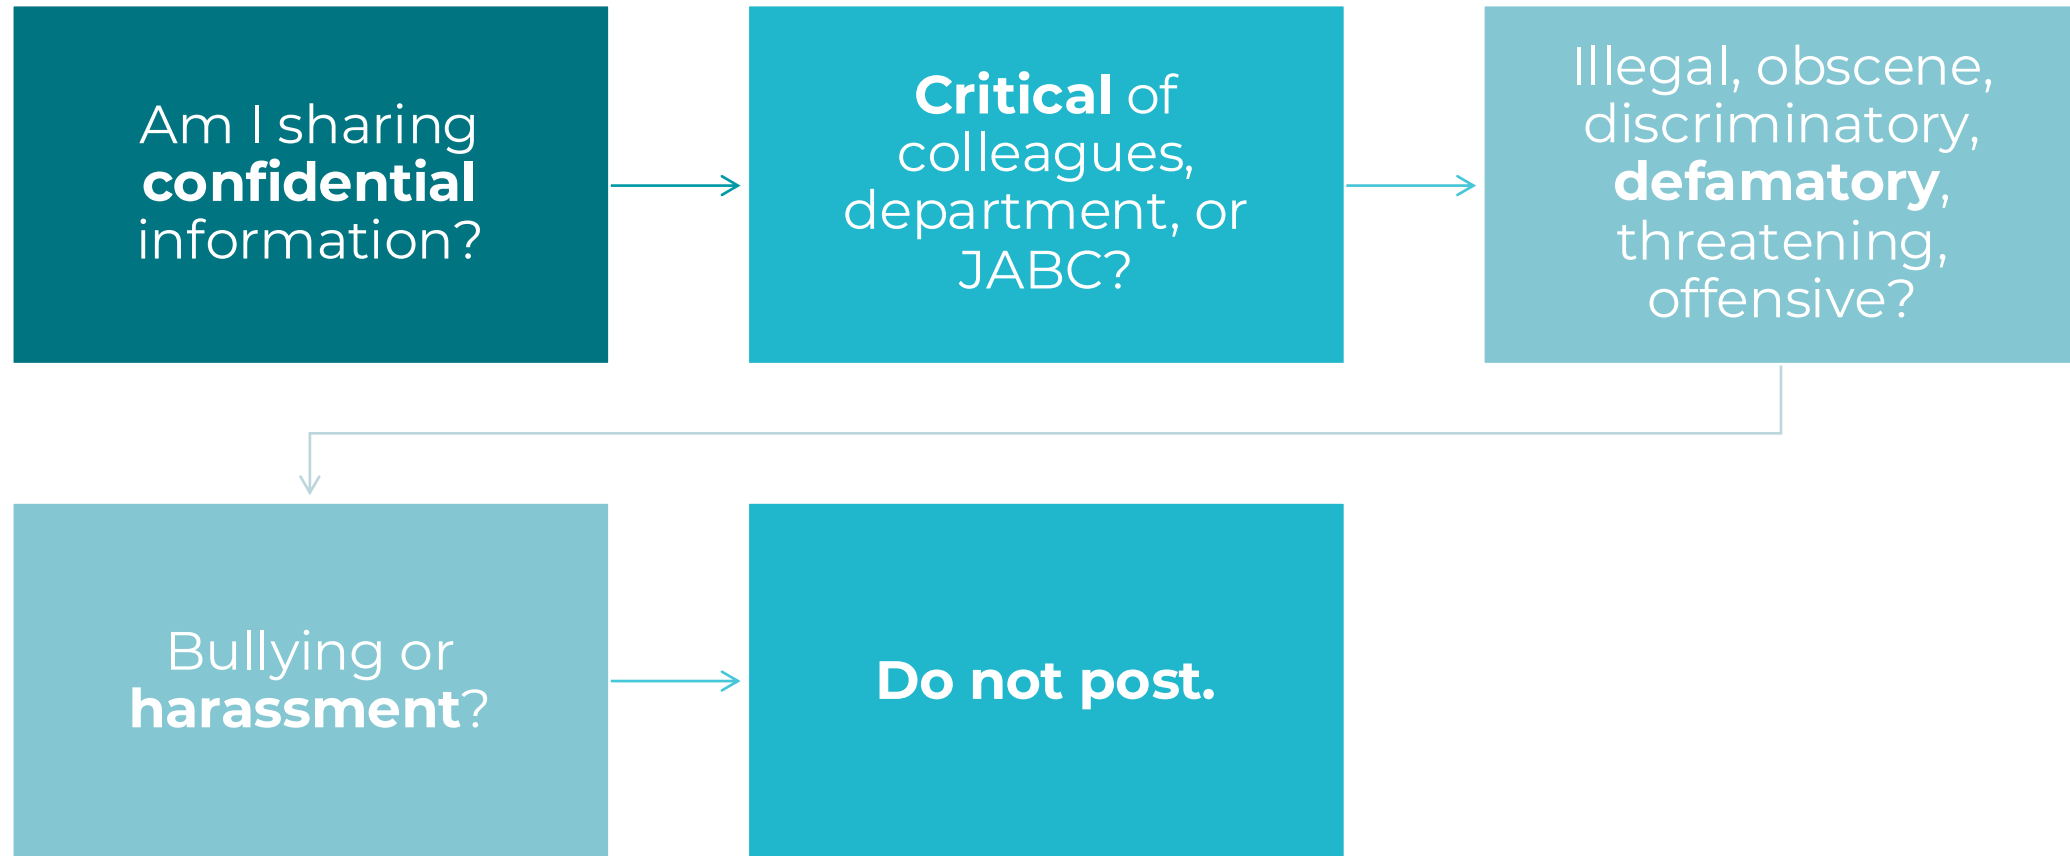 Am I sharing
confidential
information?
Critical of
colleagues,
department, or
JABC?
Illegal, obscene,
discriminatory,
defamatory,
threatening,
offensive?
Bullying or
harassment?
Do not post.